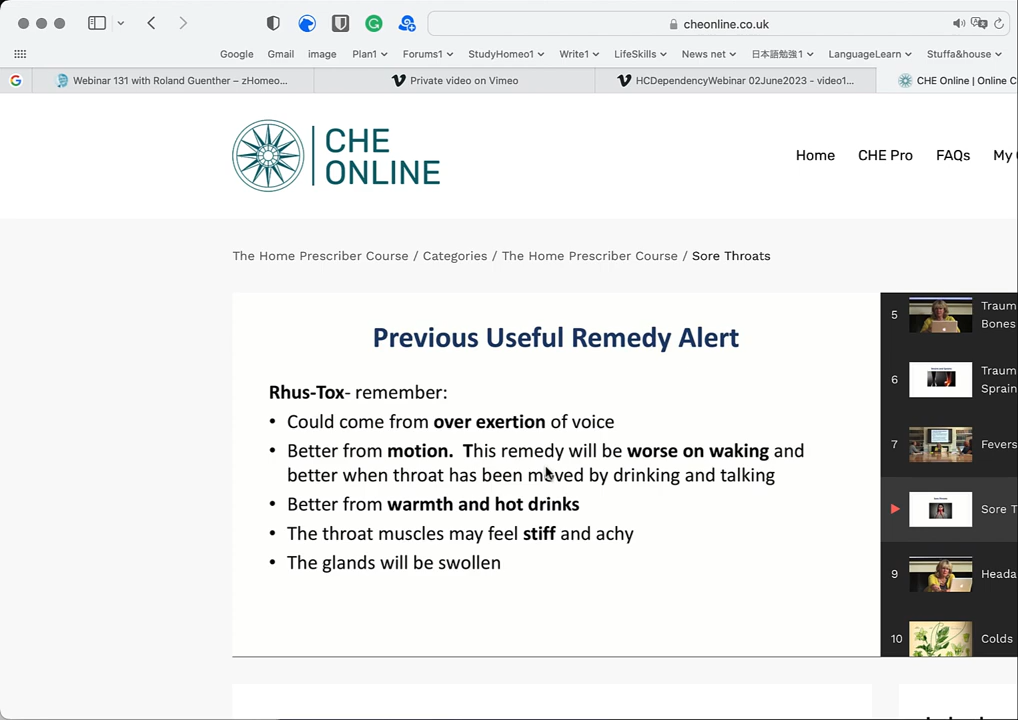 cheonline.co.uk
Google Gmail image Plan1 Forums1 StudyHomeo1 Write1 LifeSkills News net 日本語勉強1 LanguageLearn Stuffa&house
G Webinar 131 with Roland Guenther – zHomeo... Private video on Vimeo HCDependencyWebinar 02June2023 - video1... CHE Online | Online C
CHE
ONLINE
Home CHE Pro FAQs My
The Home Prescriber Course / Categories / The Home Prescriber Course / Sore Throats
Previous Useful Remedy Alert
Rhus-Tox- remember:
• Could come from over exertion of voice
• Better from motion. This remedy will be worse on waking and
better when throat has been moved by drinking and talking
• Better from warmth and hot drinks
• The throat muscles may feel stiff and achy
• The glands will be swollen
5 Traum
Bones
6 Traum
Sprain
7 Fevers
Sore T
9 Heada
10 Colds